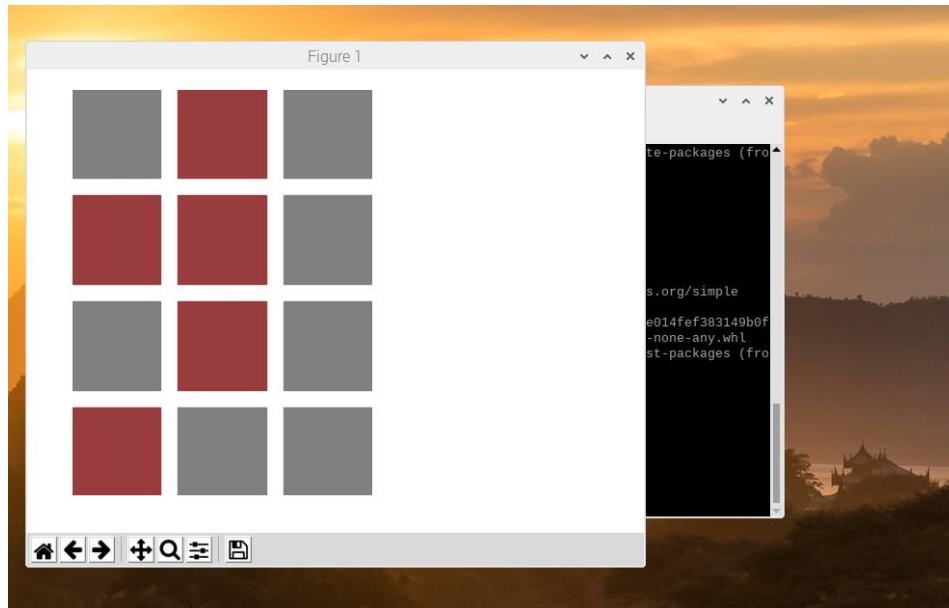 Figure 1
te-packages (fro
s.org/simple
e014fef383149b0f
-none-any.whl
st-packages (fro